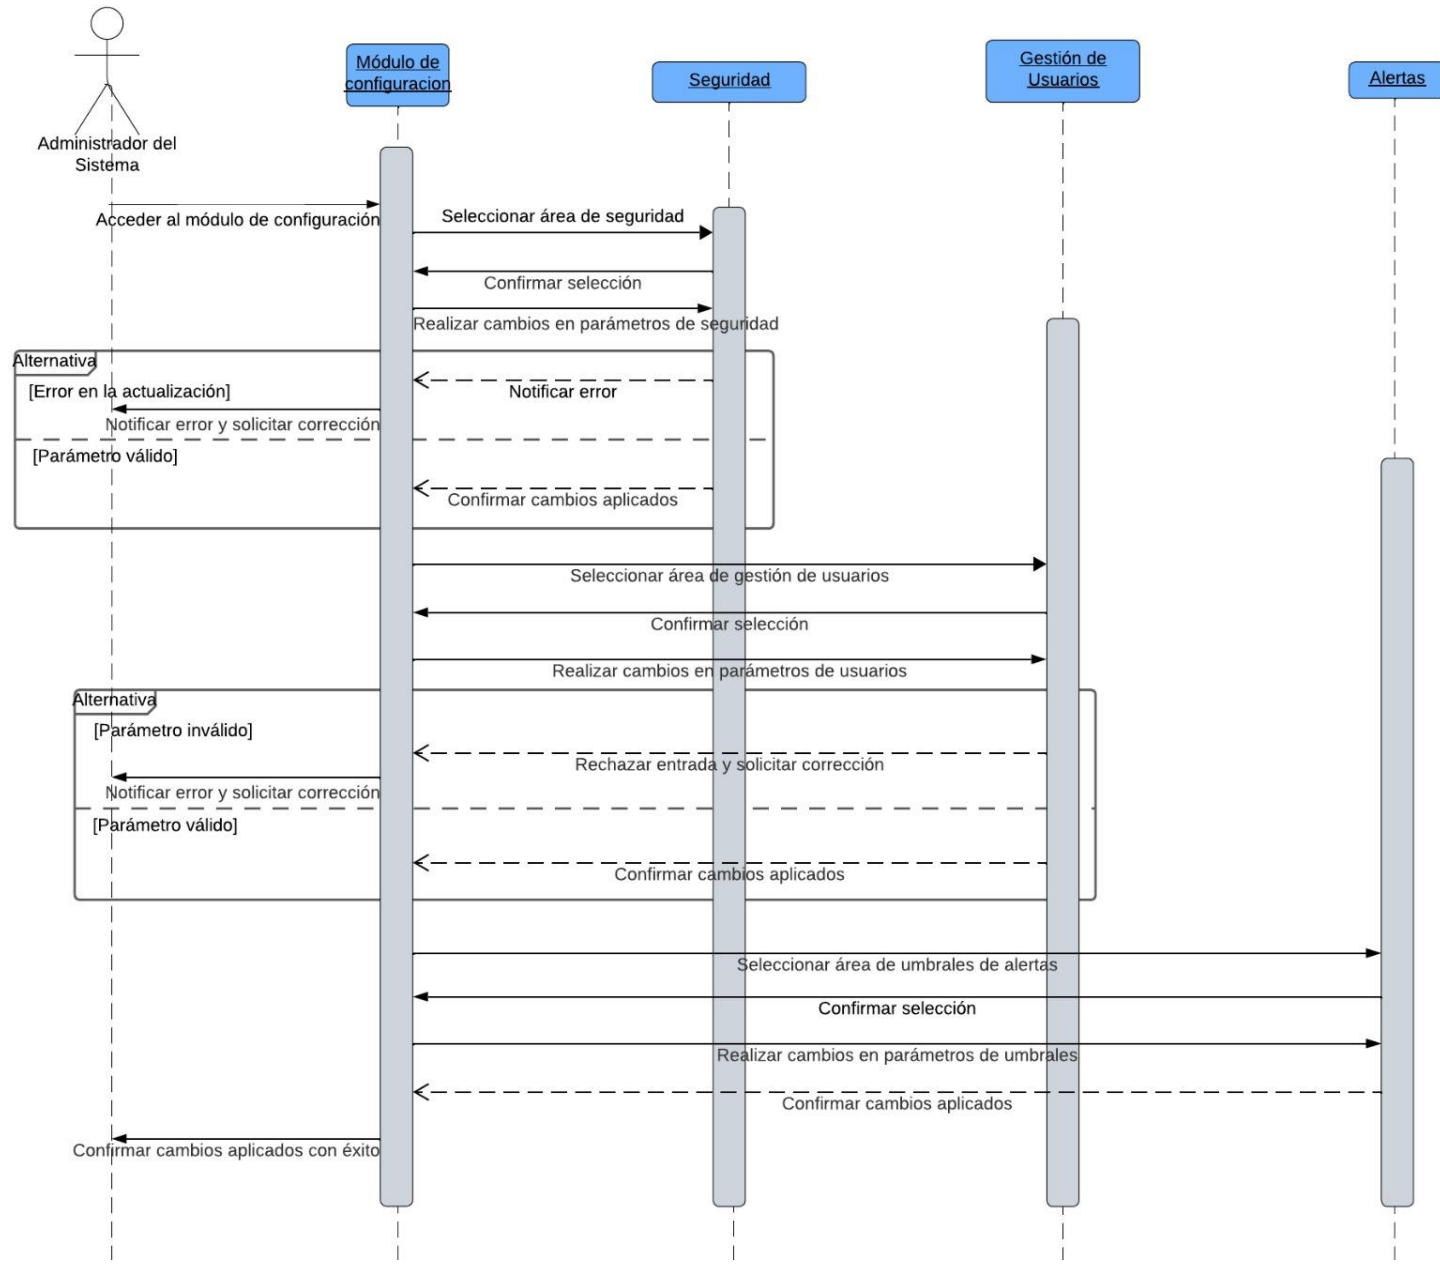 Módulo de
configuracion
Seguridad
Gestión de
Usuarios
Alertas
Administrador del
Sistema
Acceder al módulo de configuración
Seleccionar área de seguridad
Confirmar selección
Realizar cambios en parámetros de seguridad
Alternativa
[Error en la actualización]
Notificar error
Notificar error y solicitar corrección
[Parámetro válido]
Confirmar cambios aplicados
Seleccionar área de gestión de usuarios
Confirmar selección
Realizar cambios en parámetros de usuarios
Alternativa
[Parámetro inválido]
Rechazar entrada y solicitar corrección
Notificar error y solicitar corrección
[Parámetro válido]
Confirmar cambios aplicados
Seleccionar área de umbrales de alertas
Confirmar selección
Realizar cambios en parámetros de umbrales
Confirmar cambios aplicados
Confirmar cambios aplicados con éxito